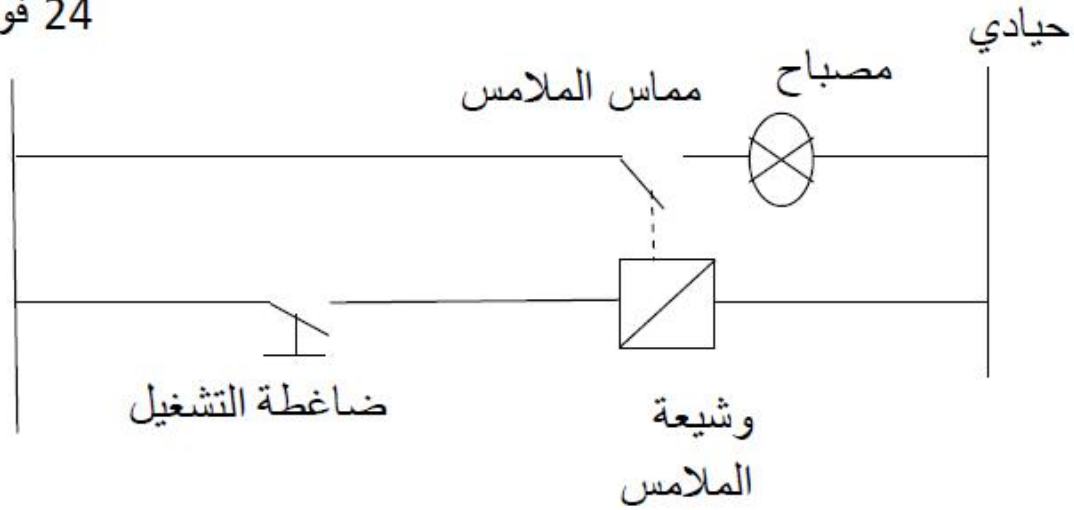 24 فو
حيادي
مصباح
مماس الملامس
ضاغطة التشغيل
وشيعة
الملامس